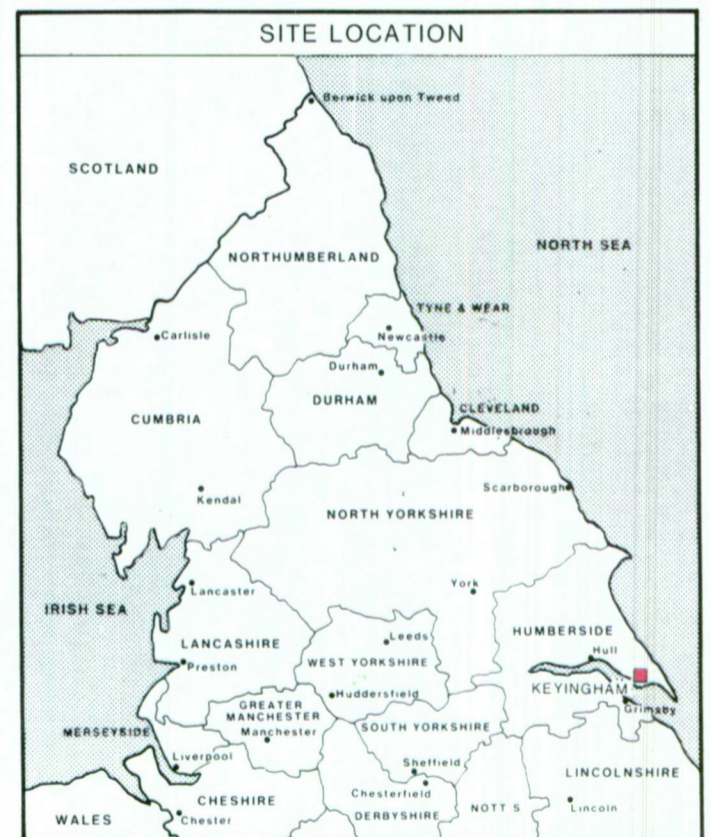 SITE LOCATION
Berwick upon Tweed
SCOTLAND
NORTH SEA
NORTHUMBERLAND
TYNE & WEAR
Carlisle
Newcastle
Durham
DURHAM
CLEVELAND
CUMBRIA
Middlesbrough
Scarborough
Kendal
NORTH YORKSHIRE
York
Lancaster
IRISH SEA
HUMBERSIDE
Leeds
LANCASHIRE
Hull
WEST YORKSHIRE
Preston
KEYINGHAM
Huddersfield
GREATER
MANCHESTER
Grimsby
SOUTH YORKSHIRE
MERSEYSIDE
Manchester
Liverpool
Sheffield
LINCOLNSHIRE
Chesterfield
CHESHIRE
NOTT S
Lincoln
DERBYSHIRE
WALES
Chester